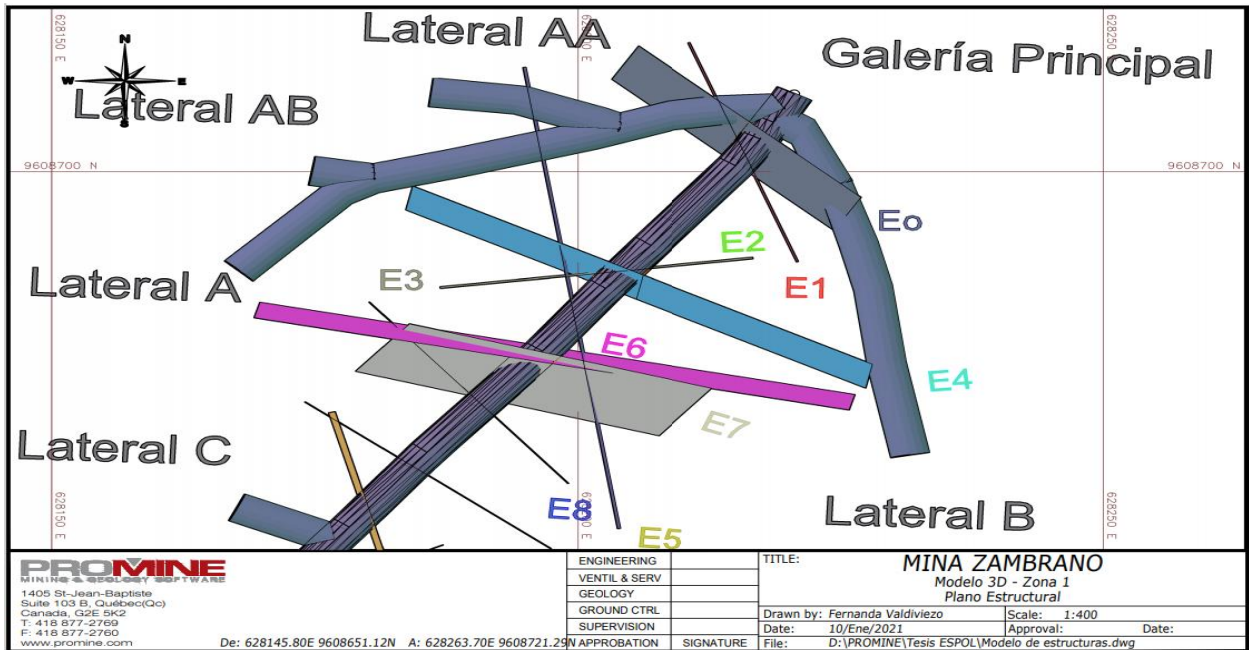 628150 E
628250 E
Lateral AA
Galería Principal
N
W E
S
Lateral AB
9608700 N
9608700 N
Eo
E2
E3
E1
Lateral A
E6
E4
E7
Lateral C
E8
Lateral B
E5
628150 E
628250 E
PROMINE
MINING & GEOLOGY SOFTWARE
1405 St-Jean-Baptiste
Suite 103 B, Québec(Qc)
Canada, G2E 5K2
T: 418 877-2769
F: 418 877-2760
www.promine.com
De: 628145.80E 9608651.12N A: 628263.70E 9608721.29N
ENGINEERING
VENTIL & SERV
GEOLOGY
GROUND CTRL
SUPERVISION
APPROBATION SIGNATURE
TITLE: MINA ZAMBRANO
Modelo 3D - Zona 1
Plano Estructural
Drawn by: Fernanda Valdiviezo Scale: 1:400
Date: 10/Ene/2021 Approval: Date:
File: D:\PROMINE\Tesis ESPOL\Modelo de estructuras.dwg